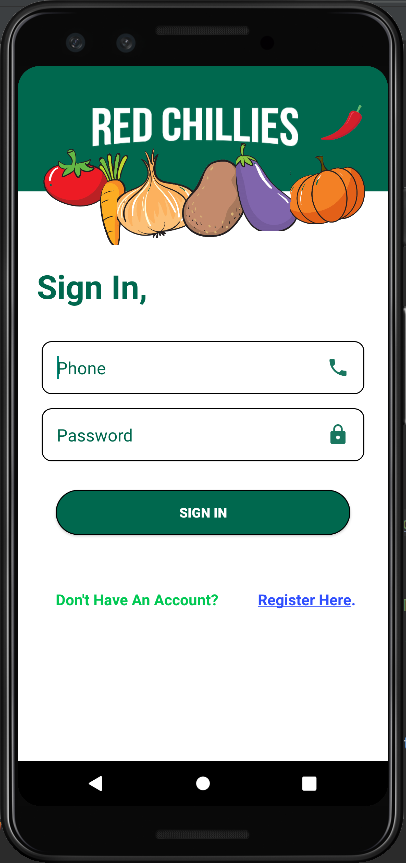 RED CHILLIES
Sign In,
Phone
Password
SIGN IN
Don't Have An Account? Register Here.